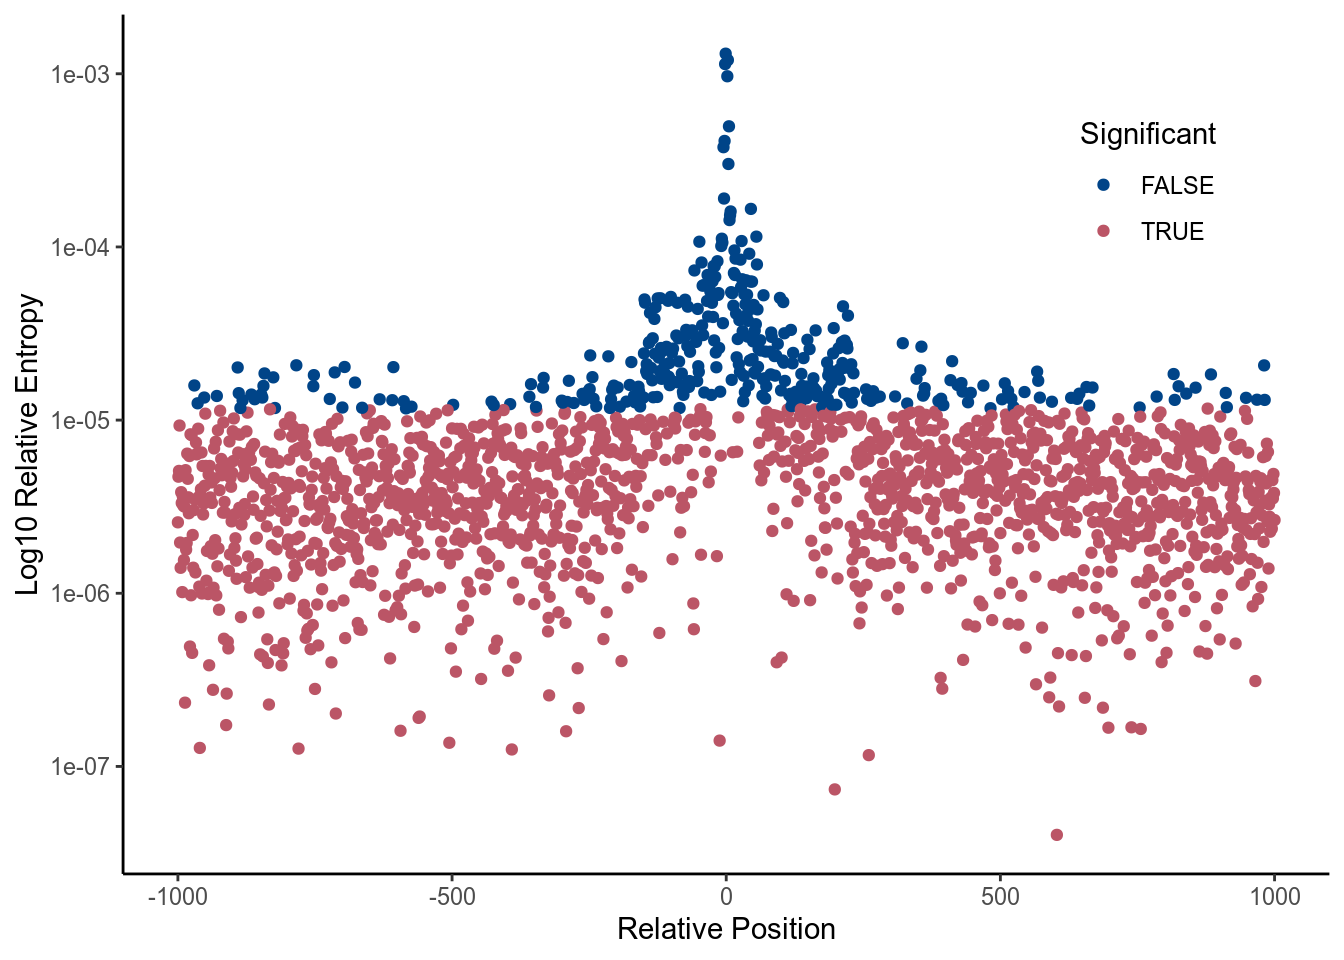 1e-03
1e-04
1e-05
1e-06
1e-07
Log10 Relative Entropy
Significant
FALSE
TRUE
-1000
-500
0
500
1000
Relative Position